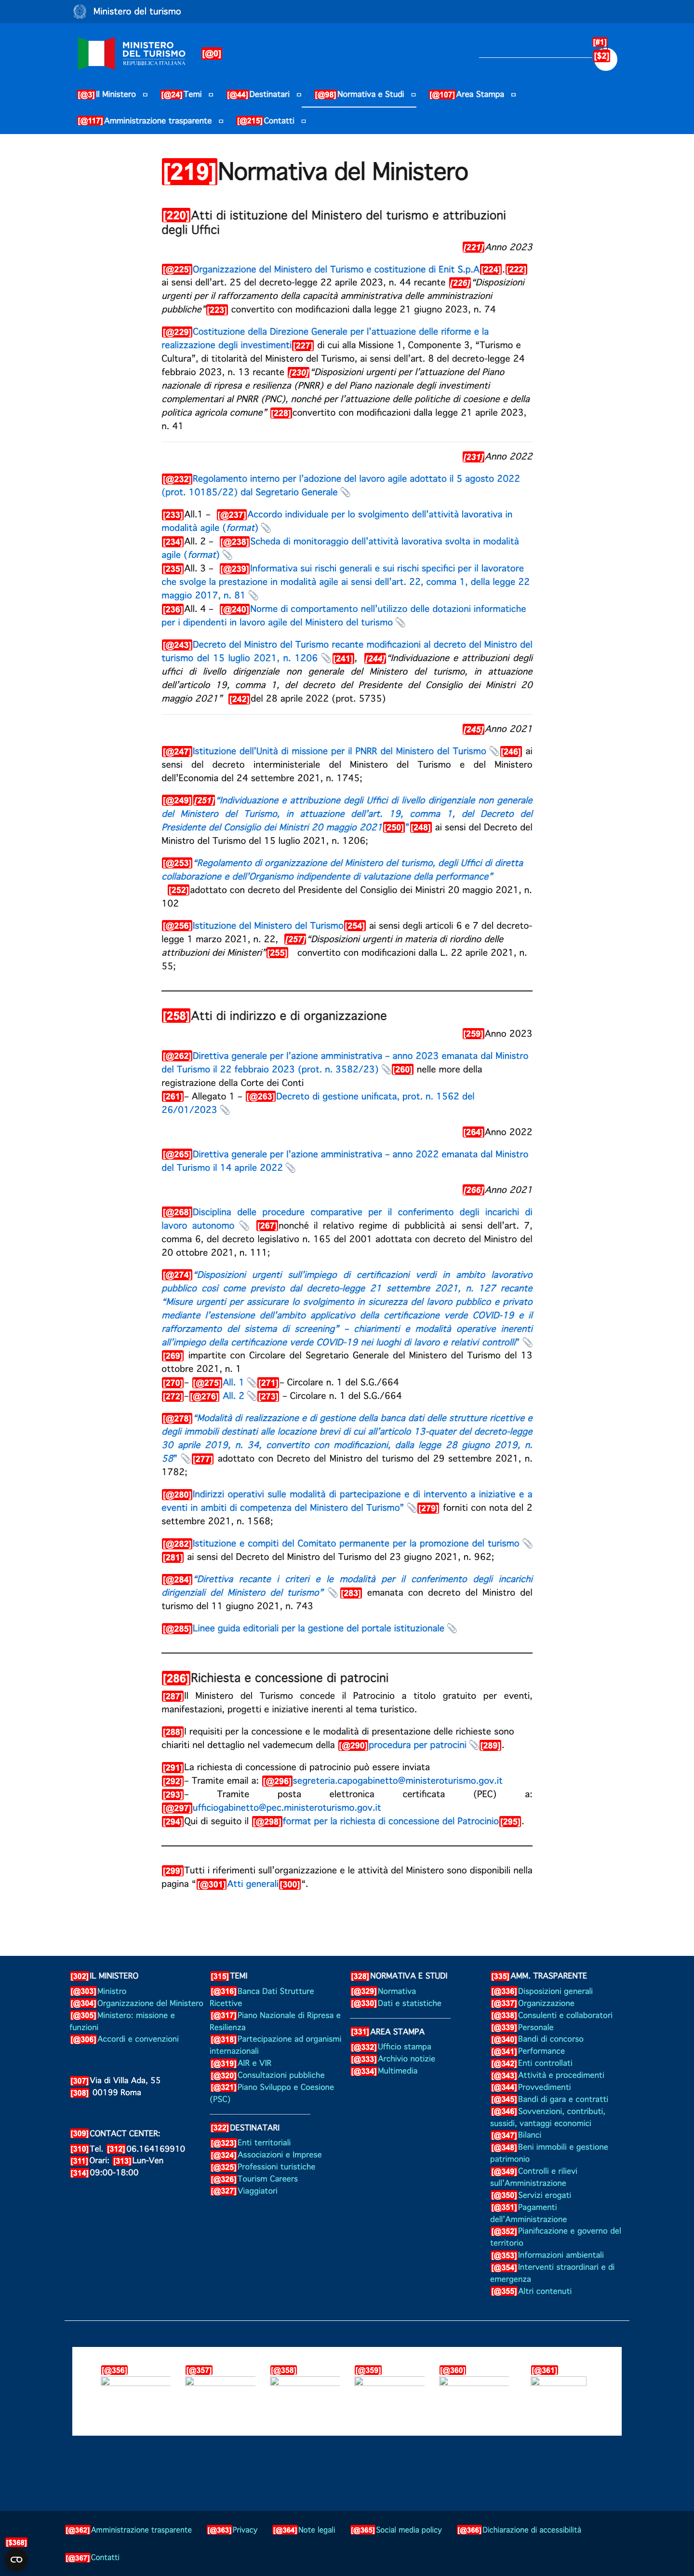 Ministero del turismo
MINISTERO
DEL TURISMO
REPUBBLICA ITALIANA
[@0]
[#1]
[$2]
[@3]Il Ministero [@24]Temi [@44]Destinatari [@98]Normativa e Studi [@107]Area Stampa
[@117]Amministrazione trasparente [@215]Contatti
[219]Normativa del Ministero
[220]Atti di istituzione del Ministero del turismo e attribuzioni
degli Uffici
[221]Anno 2023
[@225]Organizzazione del Ministero del Turismo e costituzione di Enit S.p.A[224].[222]
ai sensi dell’art. 25 del decreto-legge 22 aprile 2023, n. 44 recante [226]“Disposizioni
urgenti per il rafforzamento della capacità amministrativa delle amministrazioni
pubbliche”[223] convertito con modificazioni dalla legge 21 giugno 2023, n. 74
[@229]Costituzione della Direzione Generale per l’attuazione delle riforme e la
realizzazione degli investimenti[227] di cui alla Missione 1, Componente 3, “Turismo e
Cultura”, di titolarità del Ministero del Turismo, ai sensi dell’art. 8 del decreto-legge 24
febbraio 2023, n. 13 recante [230]“Disposizioni urgenti per l’attuazione del Piano
nazionale di ripresa e resilienza (PNRR) e del Piano nazionale degli investimenti
complementari al PNRR (PNC), nonché per l’attuazione delle politiche di coesione e della
politica agricola comune” [228]convertito con modificazioni dalla legge 21 aprile 2023,
n. 41
[231]Anno 2022
[@232]Regolamento interno per l’adozione del lavoro agile adottato il 5 agosto 2022
(prot. 10185/22) dal Segretario Generale
[233]All.1 – [@237]Accordo individuale per lo svolgimento dell’attività lavorativa in
modalità agile (format)
[234]All. 2 – [@238]Scheda di monitoraggio dell’attività lavorativa svolta in modalità
agile (format)
[235]All. 3 – [@239]Informativa sui rischi generali e sui rischi specifici per il lavoratore
che svolge la prestazione in modalità agile ai sensi dell’art. 22, comma 1, della legge 22
maggio 2017, n. 81
[236]All. 4 – [@240]Norme di comportamento nell’utilizzo delle dotazioni informatiche
per i dipendenti in lavoro agile del Ministero del turismo
[@243]Decreto del Ministro del Turismo recante modificazioni al decreto del Ministro del
turismo del 15 luglio 2021, n. 1206 [241], [244]“Individuazione e attribuzioni degli
uffici di livello dirigenziale non generale del Ministero del turismo, in attuazione
dell’articolo 19, comma 1, del decreto del Presidente del Consiglio dei Ministri 20
maggio 2021” [242]del 28 aprile 2022 (prot. 5735)
[245]Anno 2021
[@247]Istituzione dell’Unità di missione per il PNRR del Ministero del Turismo [246] ai
sensi del decreto interministeriale del Ministero del Turismo e del Ministero
dell’Economia del 24 settembre 2021, n. 1745;
[@249][251]“Individuazione e attribuzione degli Uffici di livello dirigenziale non generale
del Ministero del Turismo, in attuazione dell’art. 19, comma 1, del Decreto del
Presidente del Consiglio dei Ministri 20 maggio 2021[250]”[248] ai sensi del Decreto del
Ministro del Turismo del 15 luglio 2021, n. 1206;
[@253]“Regolamento di organizzazione del Ministero del turismo, degli Uffici di diretta
collaborazione e dell’Organismo indipendente di valutazione della performance”
[252]adottato con decreto del Presidente del Consiglio dei Ministri 20 maggio 2021, n.
102
[@256]Istituzione del Ministero del Turismo[254] ai sensi degli articoli 6 e 7 del decreto-
legge 1 marzo 2021, n. 22, [257]“Disposizioni urgenti in materia di riordino delle
attribuzioni dei Ministeri”[255] convertito con modificazioni dalla L. 22 aprile 2021, n.
55;
[258]Atti di indirizzo e di organizzazione
[259]Anno 2023
[@262]Direttiva generale per l’azione amministrativa – anno 2023 emanata dal Ministro
del Turismo il 22 febbraio 2023 (prot. n. 3582/23) [260] nelle more della
registrazione della Corte dei Conti
[261]– Allegato 1 – [@263]Decreto di gestione unificata, prot. n. 1562 del
26/01/2023
[264]Anno 2022
[@265]Direttiva generale per l’azione amministrativa – anno 2022 emanata dal Ministro
del Turismo il 14 aprile 2022
[266]Anno 2021
[@268]Disciplina delle procedure comparative per il conferimento degli incarichi di
lavoro autonomo [267]nonché il relativo regime di pubblicità ai sensi dell’art. 7,
comma 6, del decreto legislativo n. 165 del 2001 adottata con decreto del Ministro del
20 ottobre 2021, n. 111;
[@274]“Disposizioni urgenti sull’impiego di certificazioni verdi in ambito lavorativo
pubblico così come previsto dal decreto-legge 21 settembre 2021, n. 127 recante
“Misure urgenti per assicurare lo svolgimento in sicurezza del lavoro pubblico e privato
mediante l’estensione dell’ambito applicativo della certificazione verde COVID-19 e il
rafforzamento del sistema di screening” – chiarimenti e modalità operative inerenti
all’impiego della certificazione verde COVID-19 nei luoghi di lavoro e relativi controlli”
[269] impartite con Circolare del Segretario Generale del Ministero del Turismo del 13
ottobre 2021, n. 1
[270]– [@275]All. 1 [271]– Circolare n. 1 del S.G./664
[272]–[@276] All. 2 [273] – Circolare n. 1 del S.G./664
[@278]“Modalità di realizzazione e di gestione della banca dati delle strutture ricettive e
degli immobili destinati alle locazione brevi di cui all’articolo 13-quater del decreto-legge
30 aprile 2019, n. 34, convertito con modificazioni, dalla legge 28 giugno 2019, n.
58” [277] adottato con Decreto del Ministro del turismo del 29 settembre 2021, n.
1782;
[@280]Indirizzi operativi sulle modalità di partecipazione e di intervento a iniziative e a
eventi in ambiti di competenza del Ministero del Turismo” [279] forniti con nota del 2
settembre 2021, n. 1568;
[@282]Istituzione e compiti del Comitato permanente per la promozione del turismo
[281] ai sensi del Decreto del Ministro del Turismo del 23 giugno 2021, n. 962;
[@284]“Direttiva recante i criteri e le modalità per il conferimento degli incarichi
dirigenziali del Ministero del turismo” [283] emanata con decreto del Ministro del
turismo del 11 giugno 2021, n. 743
[@285]Linee guida editoriali per la gestione del portale istituzionale
[286]Richiesta e concessione di patrocini
[287]Il Ministero del Turismo concede il Patrocinio a titolo gratuito per eventi,
manifestazioni, progetti e iniziative inerenti al tema turistico.
[288]I requisiti per la concessione e le modalità di presentazione delle richieste sono
chiariti nel dettaglio nel vademecum della [@290]procedura per patrocini [289].
[291]La richiesta di concessione di patrocinio può essere inviata
[292]– Tramite email a: [@296]segreteria.capogabinetto@ministeroturismo.gov.it
[293]– Tramite posta elettronica certificata (PEC) a:
[@297]ufficiogabinetto@pec.ministeroturismo.gov.it
[294]Qui di seguito il [@298]format per la richiesta di concessione del Patrocinio[295].
[299]Tutti i riferimenti sull’organizzazione e le attività del Ministero sono disponibili nella
pagina “[@301]Atti generali[300]“.
[302]IL MINISTERO
[@303]Ministro
[@304]Organizzazione del Ministero
[@305]Ministero: missione e
funzioni
[@306]Accordi e convenzioni
[307]Via di Villa Ada, 55
[308] 00199 Roma
[309]CONTACT CENTER:
[310]Tel. [312]06.164169910
[311]Orari: [313]Lun-Ven
[314]09:00-18:00
[315]TEMI
[@316]Banca Dati Strutture
Ricettive
[@317]Piano Nazionale di Ripresa e
Resilienza
[@318]Partecipazione ad organismi
internazionali
[@319]AIR e VIR
[@320]Consultazioni pubbliche
[@321]Piano Sviluppo e Coesione
(PSC)
[322]DESTINATARI
[@323]Enti territoriali
[@324]Associazioni e Imprese
[@325]Professioni turistiche
[@326]Tourism Careers
[@327]Viaggiatori
[328]NORMATIVA E STUDI
[@329]Normativa
[@330]Dati e statistiche
[331]AREA STAMPA
[@332]Ufficio stampa
[@333]Archivio notizie
[@334]Multimedia
[335]AMM. TRASPARENTE
[@336]Disposizioni generali
[@337]Organizzazione
[@338]Consulenti e collaboratori
[@339]Personale
[@340]Bandi di concorso
[@341]Performance
[@342]Enti controllati
[@343]Attività e procedimenti
[@344]Provvedimenti
[@345]Bandi di gara e contratti
[@346]Sovvenzioni, contributi,
sussidi, vantaggi economici
[@347]Bilanci
[@348]Beni immobili e gestione
patrimonio
[@349]Controlli e rilievi
sull’Amministrazione
[@350]Servizi erogati
[@351]Pagamenti
dell’Amministrazione
[@352]Pianificazione e governo del
territorio
[@353]Informazioni ambientali
[@354]Interventi straordinari e di
emergenza
[@355]Altri contenuti
[@356] [@357] [@358] [@359] [@360] [@361]
[@362]Amministrazione trasparente [@363]Privacy [@364]Note legali [@365]Social media policy [@366]Dichiarazione di accessibilità
[$368]
[@367]Contatti